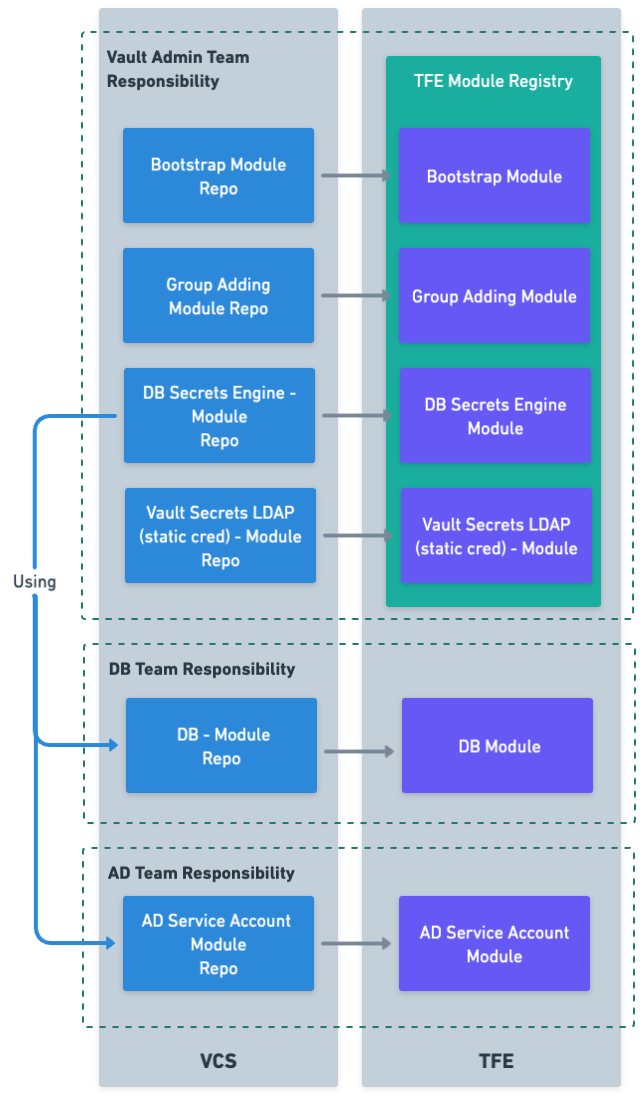 Vault Admin Team
Responsibility
TFE Module Registry
Bootstrap Module
Repo
Bootstrap Module
Group Adding
Module Repo
Group Adding Module
DB Secrets Engine -
Module
Repo
DB Secrets Engine
Module
Vault Secrets LDAP
(static cred) - Module
Repo
Vault Secrets LDAP
(static cred) - Module
Using
DB Team Responsibility
DB - Module
Repo
DB Module
AD Team Responsibility
AD Service Account
Module
Repo
AD Service Account
Module
VCS
TFE